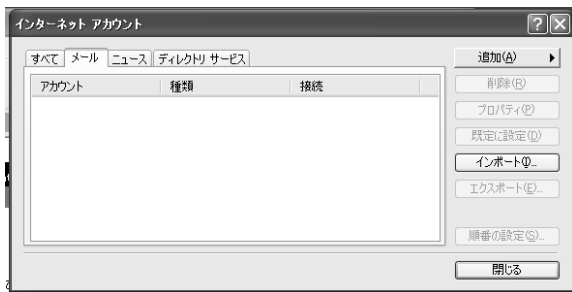 インターネット アカウント
すべて メール ニュース ディレクトリ サービス
アカウント 種類 接続
追加(A)
削除(R)
プロパティ(P)
既定に設定(D)
インポート(I)...
エクスポート(E)...
順番の設定(S)...
閉じる